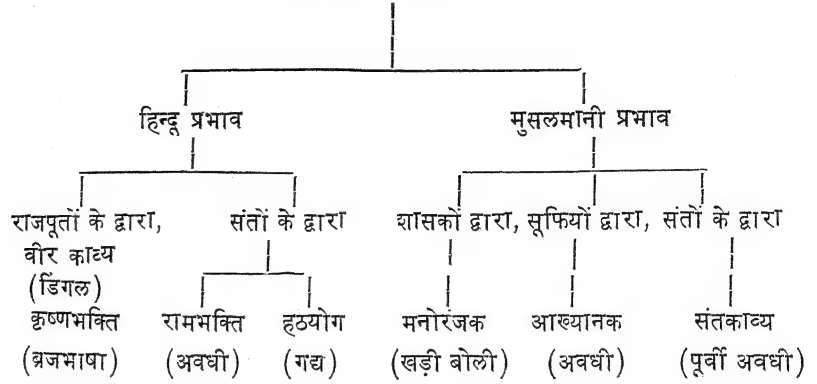 हिन्दू प्रभाव मुसलमानी प्रभाव
राजपूतों के द्वारा, संतों के द्वारा शासकों द्वारा, सूफियों द्वारा, संतों के द्वारा
वीर काव्य
(डिंगल)
कृष्णभक्ति रामभक्ति हठयोग मनोरंजक आख्यानक संतकाव्य
(ब्रजभाषा) (अवधी) (गद्य) (खड़ी बोली) (अवधी) (पूर्वी अवधी)